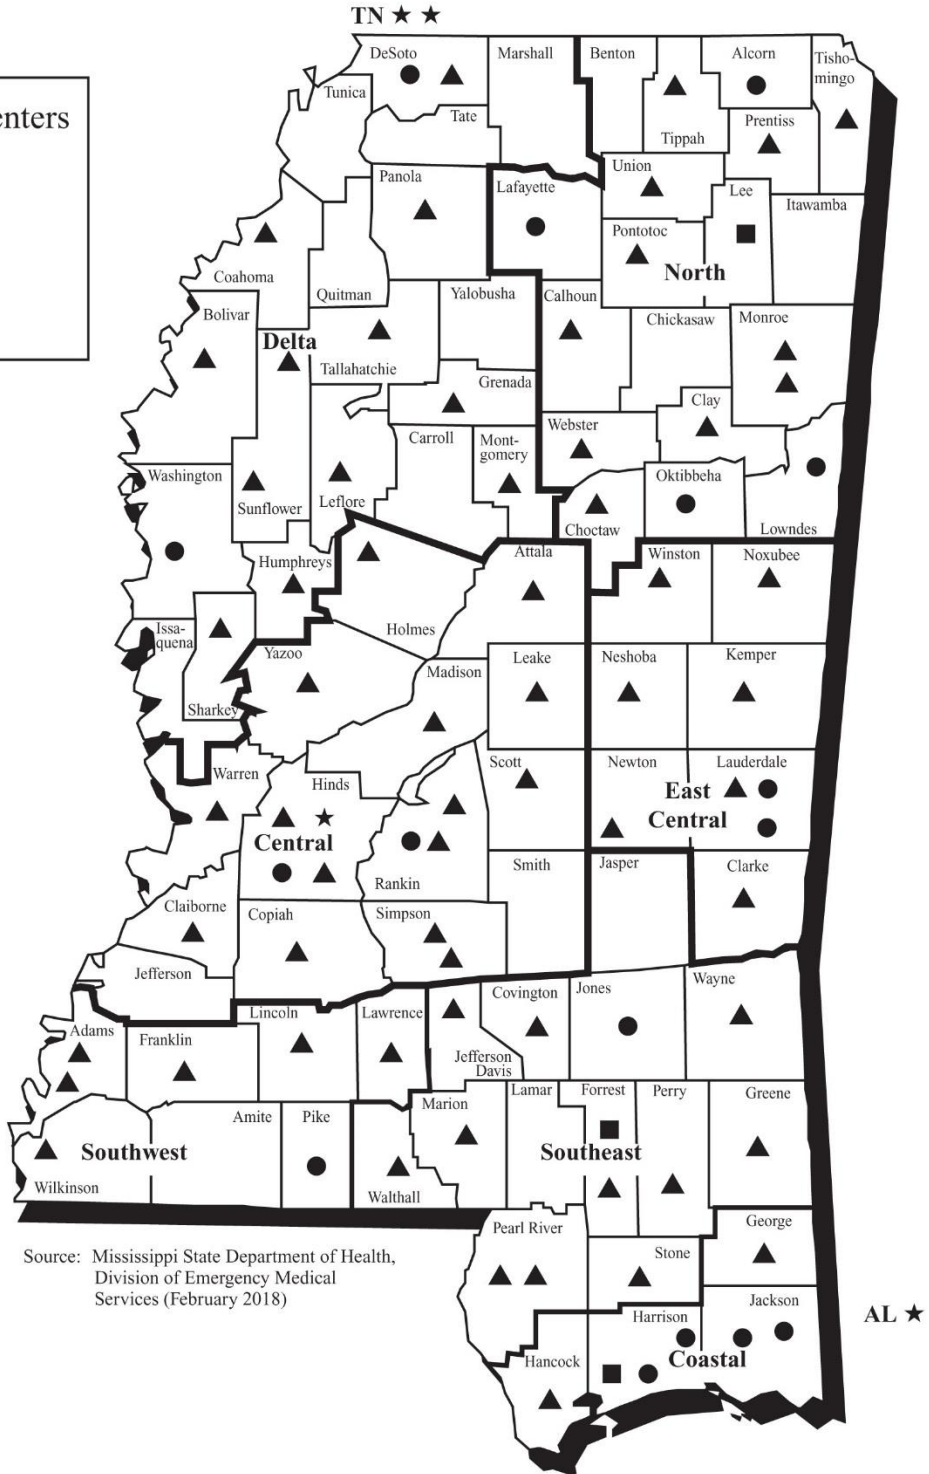 TN ★ ★
enters
DeSoto
Marshall
Benton
Alcorn
Tisho-
mingo
Tunica
Tate
Tippah
Prentiss
Panola
Lafayette
Union
Lee
Itawamba
Pontotoc
North
Coahoma
Quitman
Yalobusha
Calhoun
Chickasaw
Monroe
Bolivar
Delta
Tallahatchie
Grenada
Clay
Carroll
Mont-
gomery
Webster
Washington
Sunflower
Leflore
Oktibbeha
Choctaw
Lowndes
Humphreys
Attala
Winston
Noxubee
Issa-
quena
Holmes
Yazoo
Madison
Leake
Neshoba
Kemper
Sharkey
Warren
Hinds
Scott
Newton
Lauderdale
East
Central
Central
Rankin
Smith
Jasper
Clarke
Claiborne
Copiah
Simpson
Jefferson
Lincoln
Lawrence
Covington
Jones
Wayne
Adams
Franklin
Jefferson
Davis
Amite
Pike
Marion
Lamar
Forrest
Perry
Greene
Southwest
Southeast
Wilkinson
Walthall
Pearl River
George
Stone
Source: Mississippi State Department of Health,
Division of Emergency Medical
Services (February 2018)
Jackson
Harrison
AL ★
Hancock
Coastal